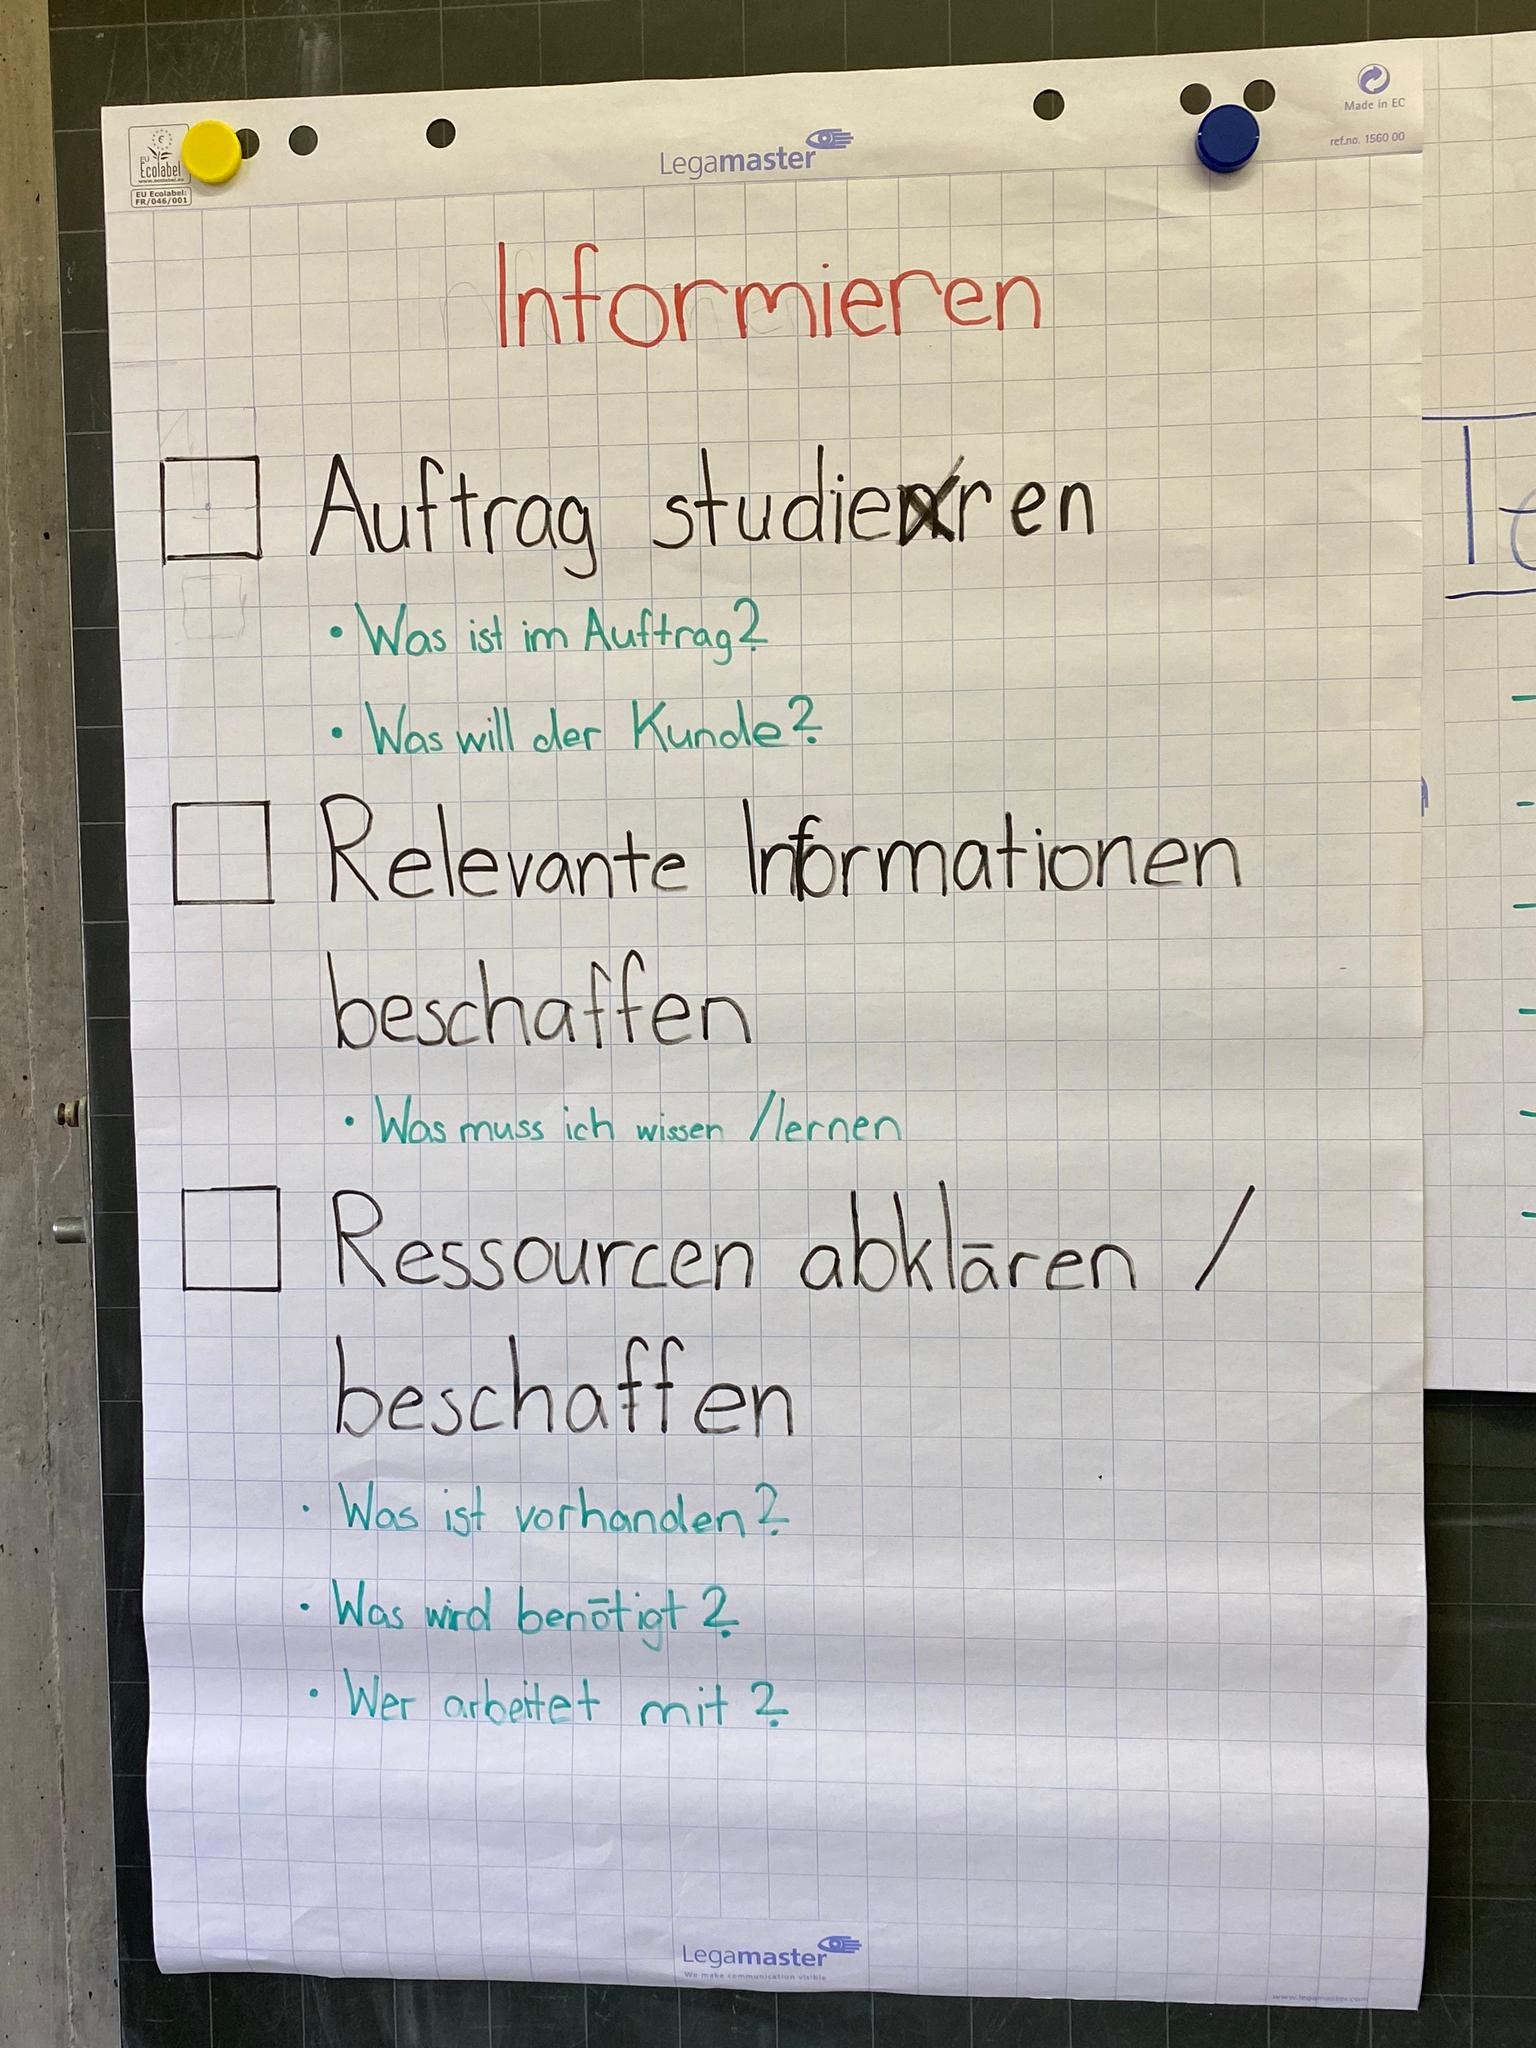 EU
Ecolabel
www.ecolabel.eu
EU Ecolabel:
FR/046/001
Legamaster
Made in EC
ref.no. 1560 00
Informieren
Auftrag studieren
• Was ist im Auftrag?
• Was will der Kunde?
Relevante Informationen
beschaffen
• Was muss ich wissen / lernen
Ressourcen abklären /
beschaffen
• Was ist vorhanden?
• Was wird benötigt?
• Wer arbeitet mit?
Legamaster
We make communication visible
www.legamaster.com